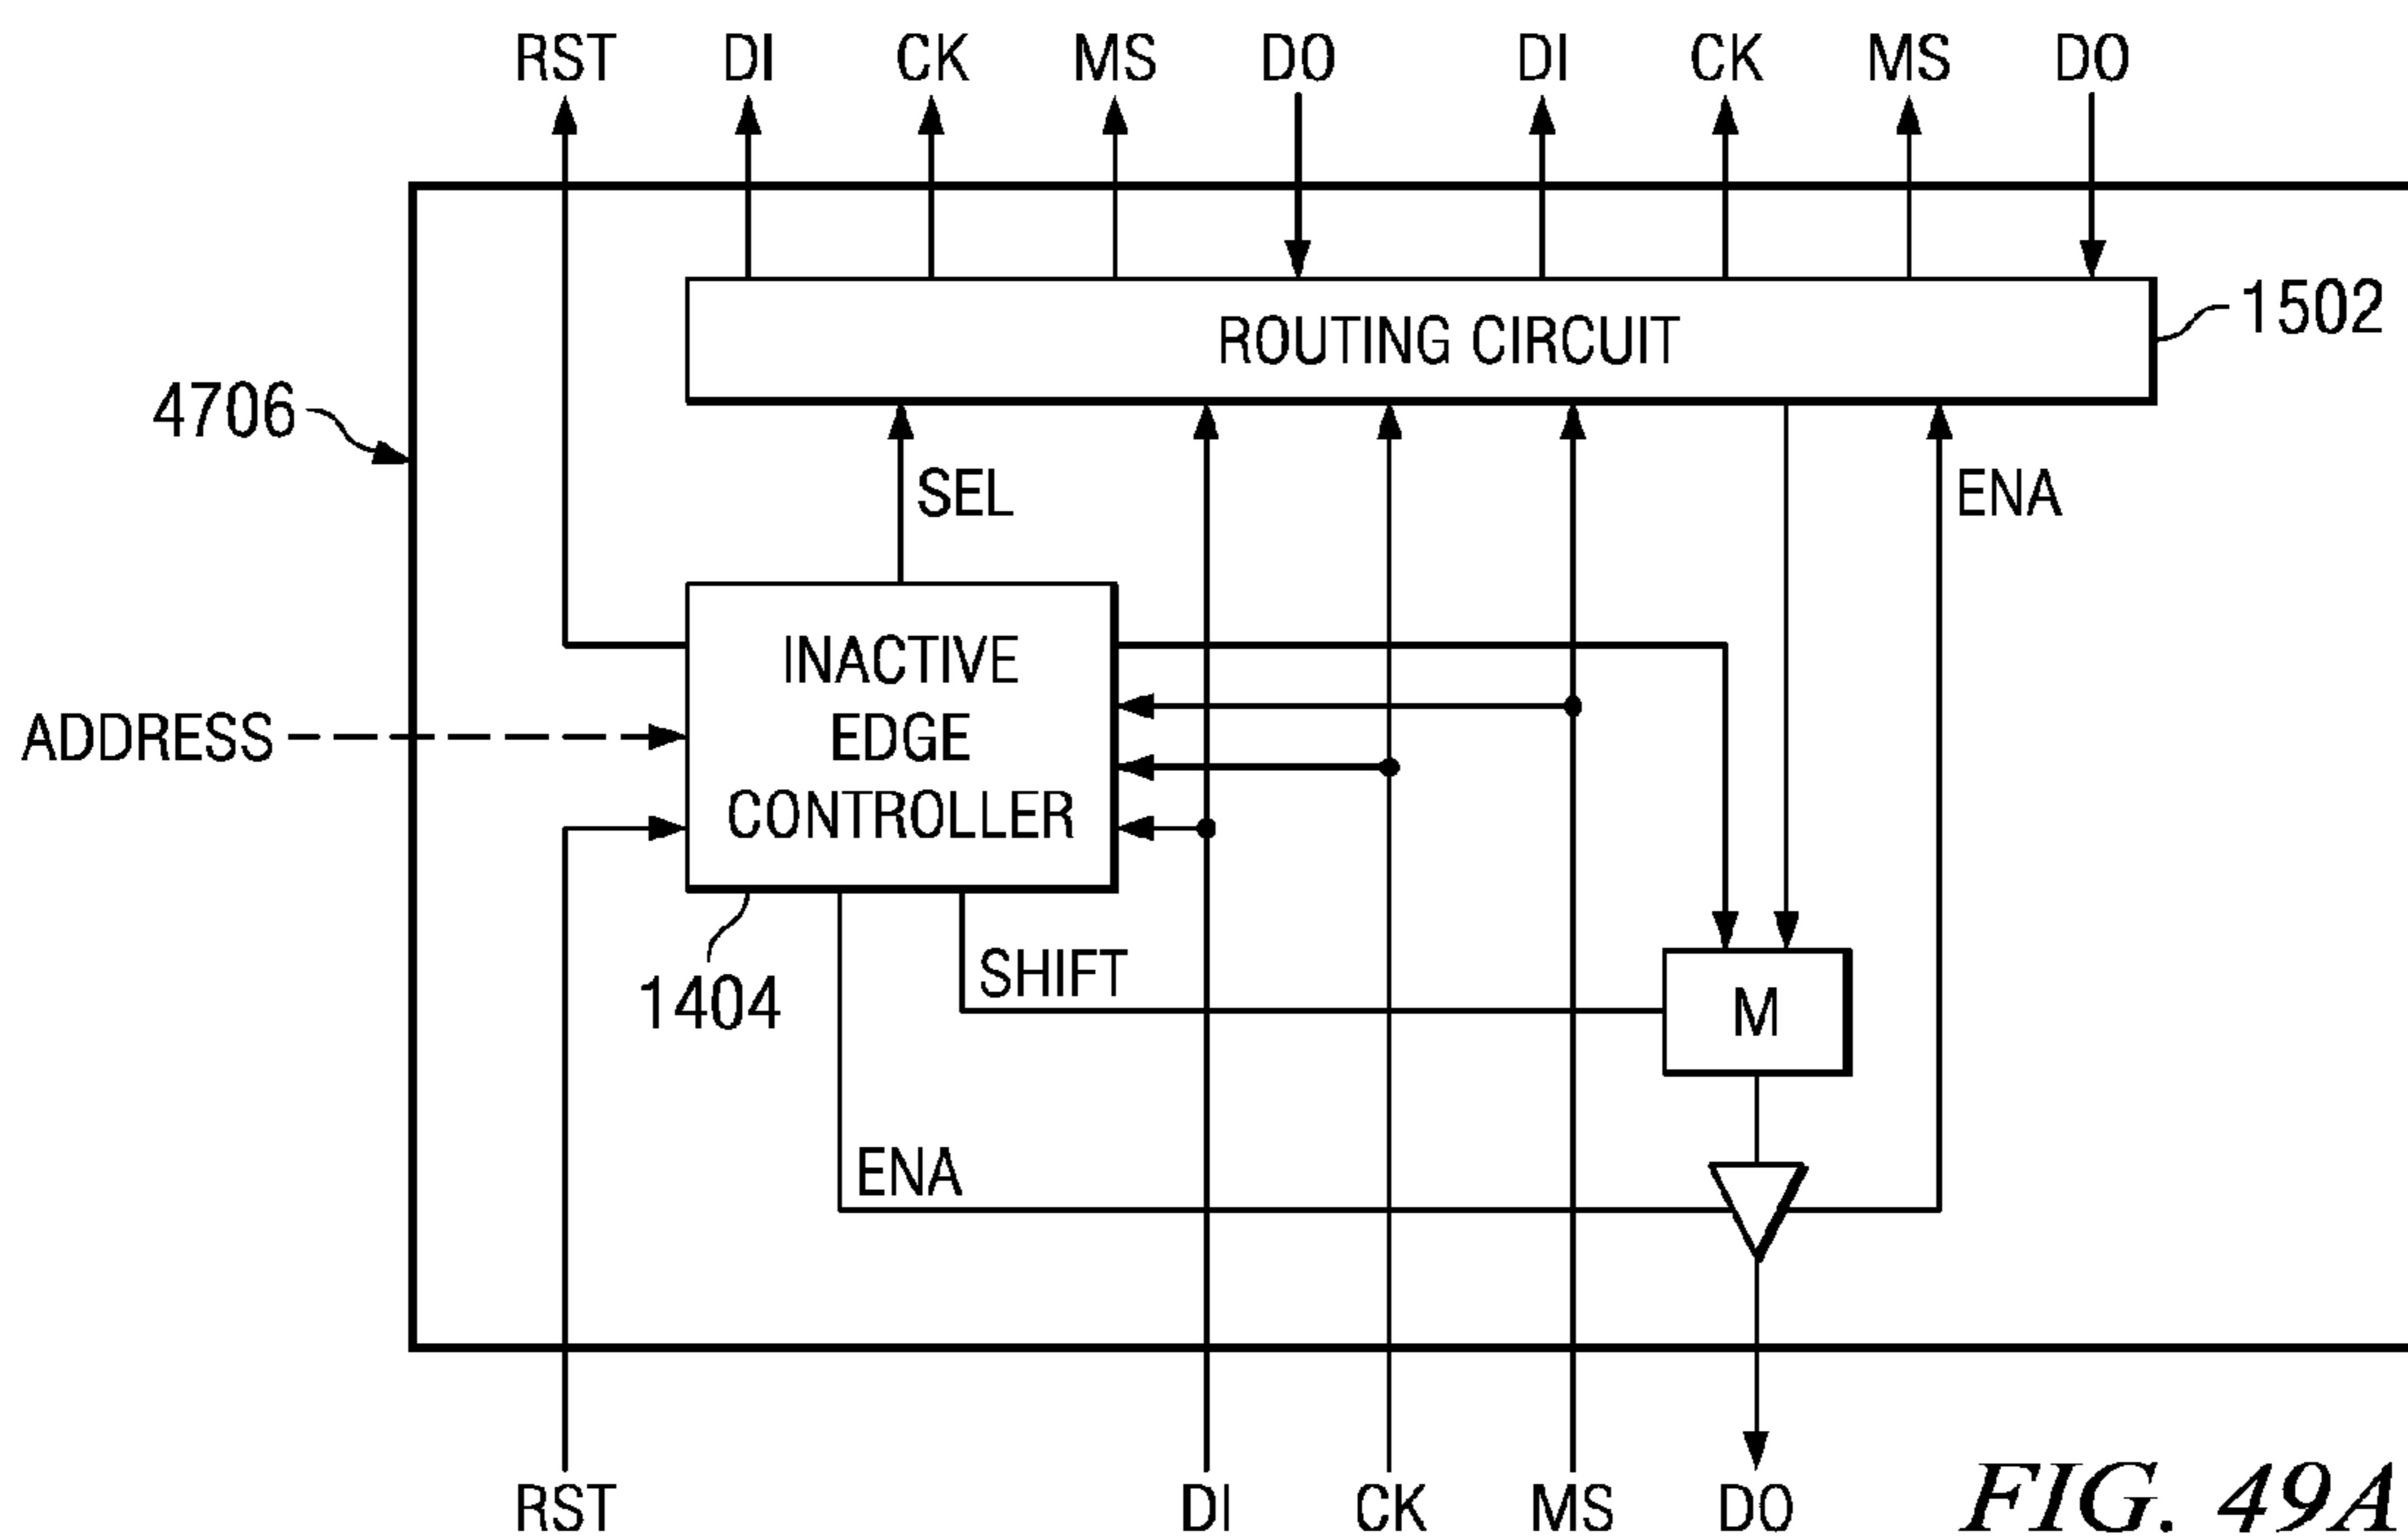 RST DI CK MS DO DI CK MS DO
ROUTING CIRCUIT
1502
4706
SEL
ENA
INACTIVE
EDGE
CONTROLLER
ADDRESS
1404
SHIFT
M
ENA
RST DI CK MS DO
FIG. 49A